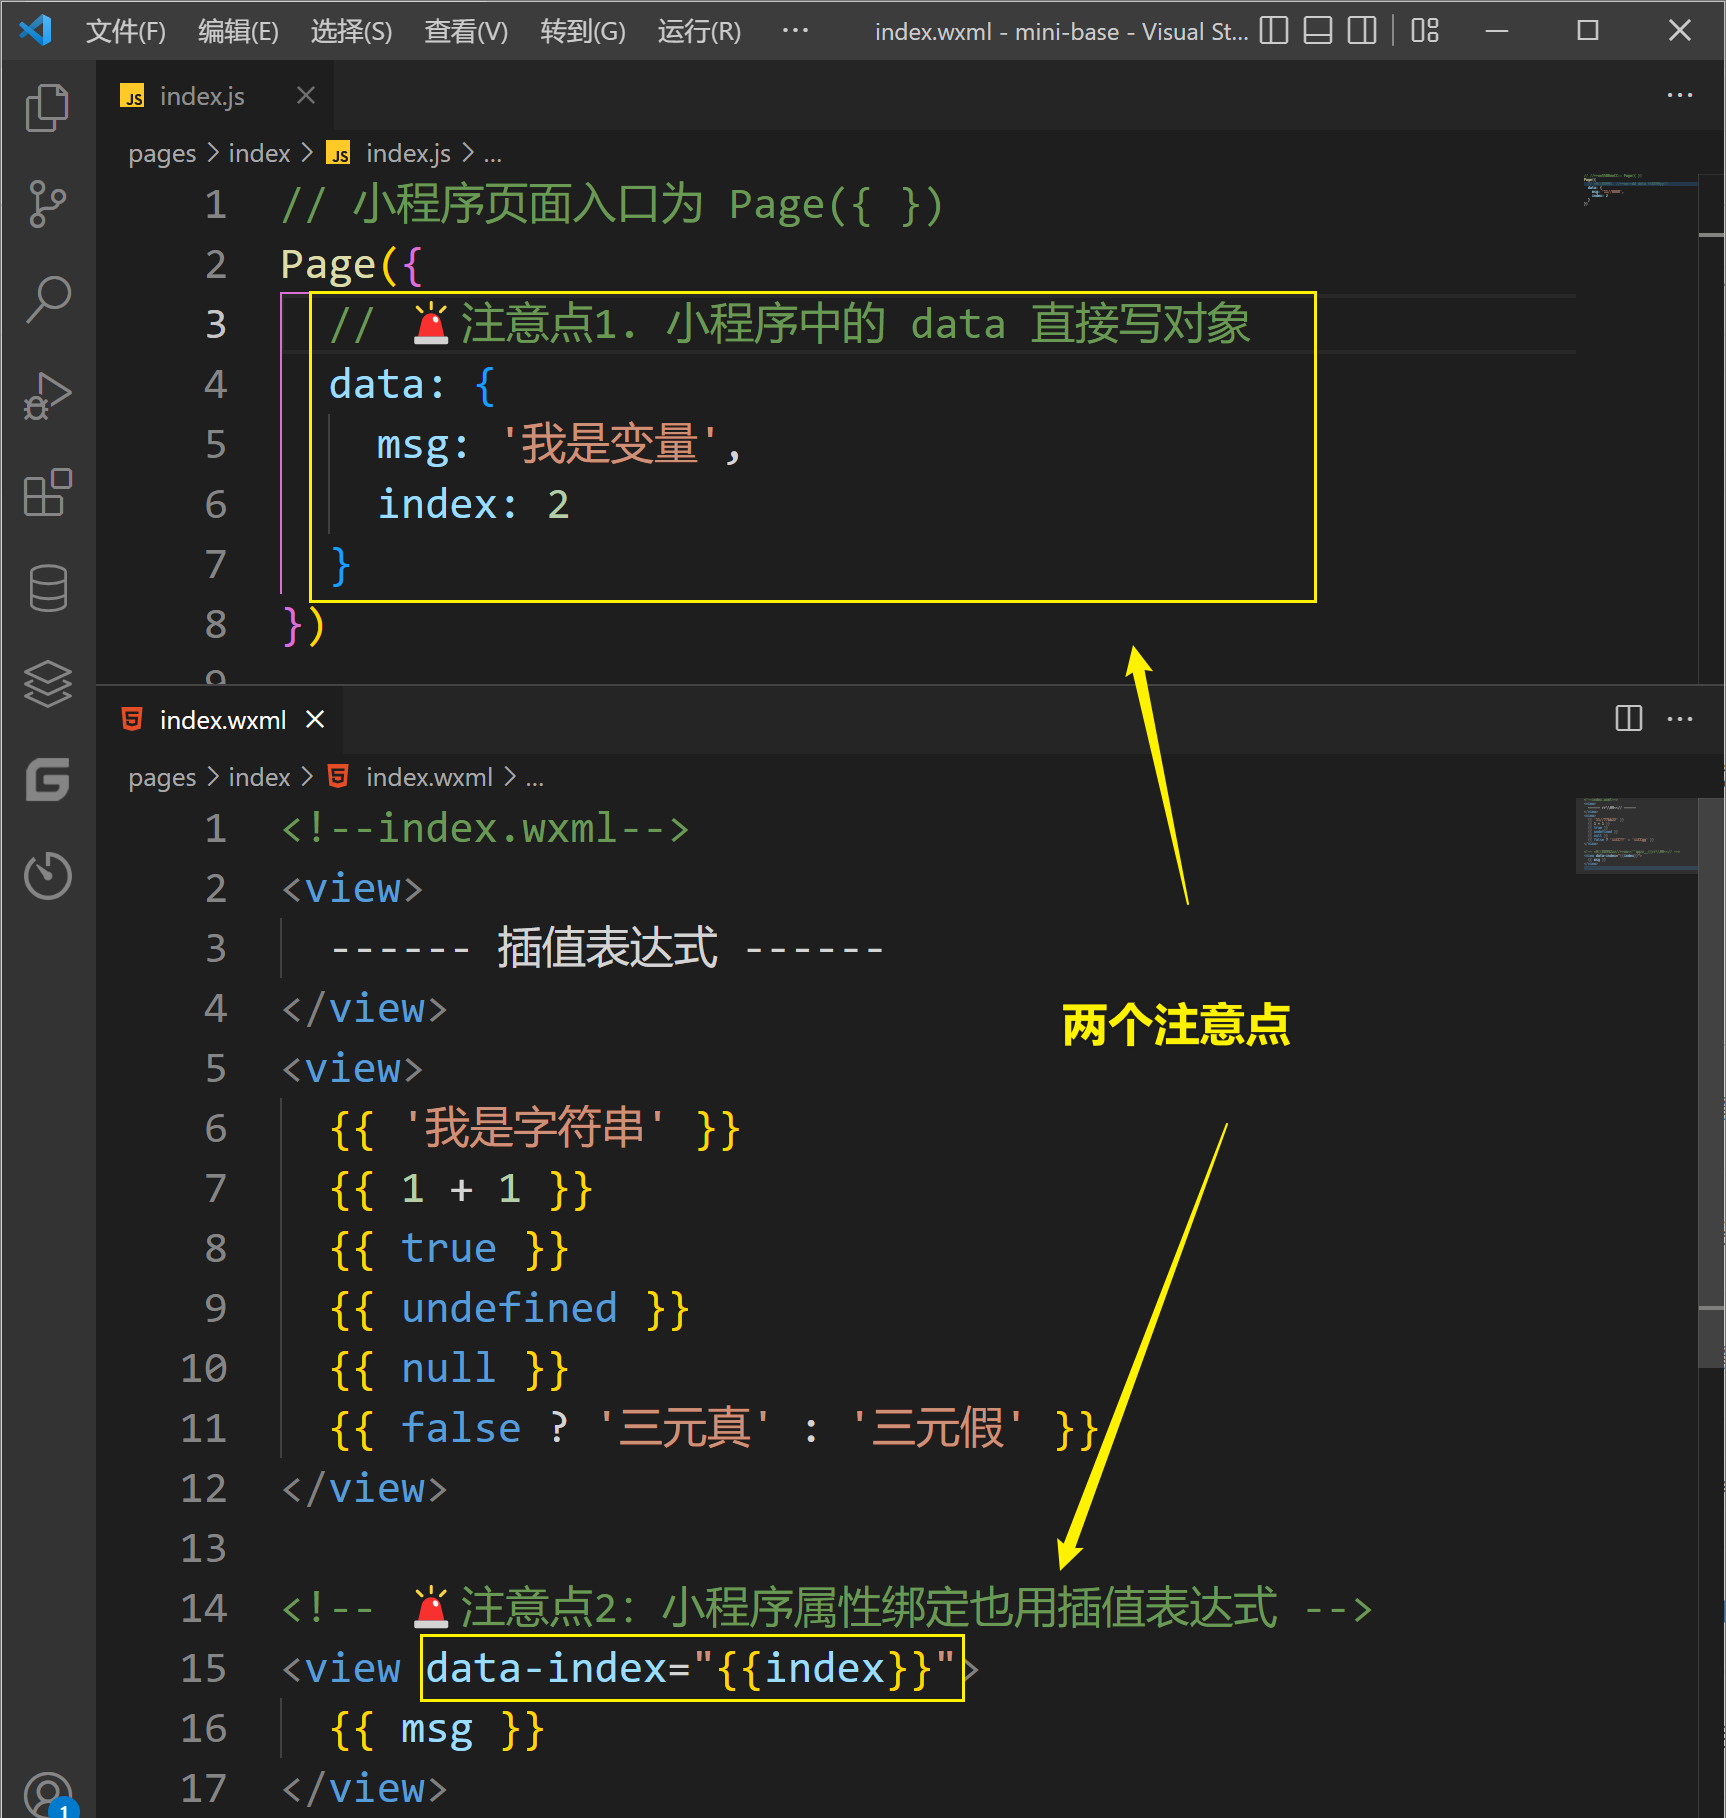 文件(F) 编辑(E) 选择(S) 查看(V) 转到(G) 运行(R) ··· index.wxml - mini-base - Visual St...
JS index.js
pages > index > JS index.js > ...
1 // 小程序页面入口为 Page({ })
2 Page({
3 // 🚨注意点1. 小程序中的 data 直接写对象
4 data: {
5 msg: '我是变量',
6 index: 2
7 }
8 })
9
index.wxml
pages > index > index.wxml > ...
1 <!--index.wxml-->
2 <view>
3 ------ 插值表达式 ------
4 </view>
两个注意点
5 <view>
6 {{ '我是字符串' }}
7 {{ 1 + 1 }}
8 {{ true }}
9 {{ undefined }}
10 {{ null }}
11 {{ false ? '三元真' : '三元假' }}
12 </view>
13
14 <!-- 🚨注意点2：小程序属性绑定也用插值表达式 -->
15 <view data-index="{{index}}">
16 {{ msg }}
17 </view>
1